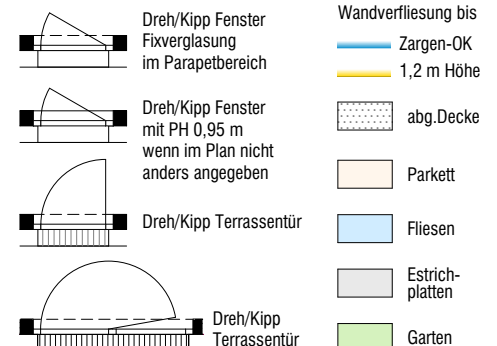 Dreh/Kipp Fenster
Fixverglasung
im Parapetbereich
Dreh/Kipp Fenster
mit PH 0,95 m
wenn im Plan nicht
anders angegeben
Dreh/Kipp Terrassentür
Dreh/Kipp
Terrassentür
Wandverfliesung bis
Zargen-OK
1,2 m Höhe
abg.Decke
Parkett
Fliesen
Estrich-
platten
Garten